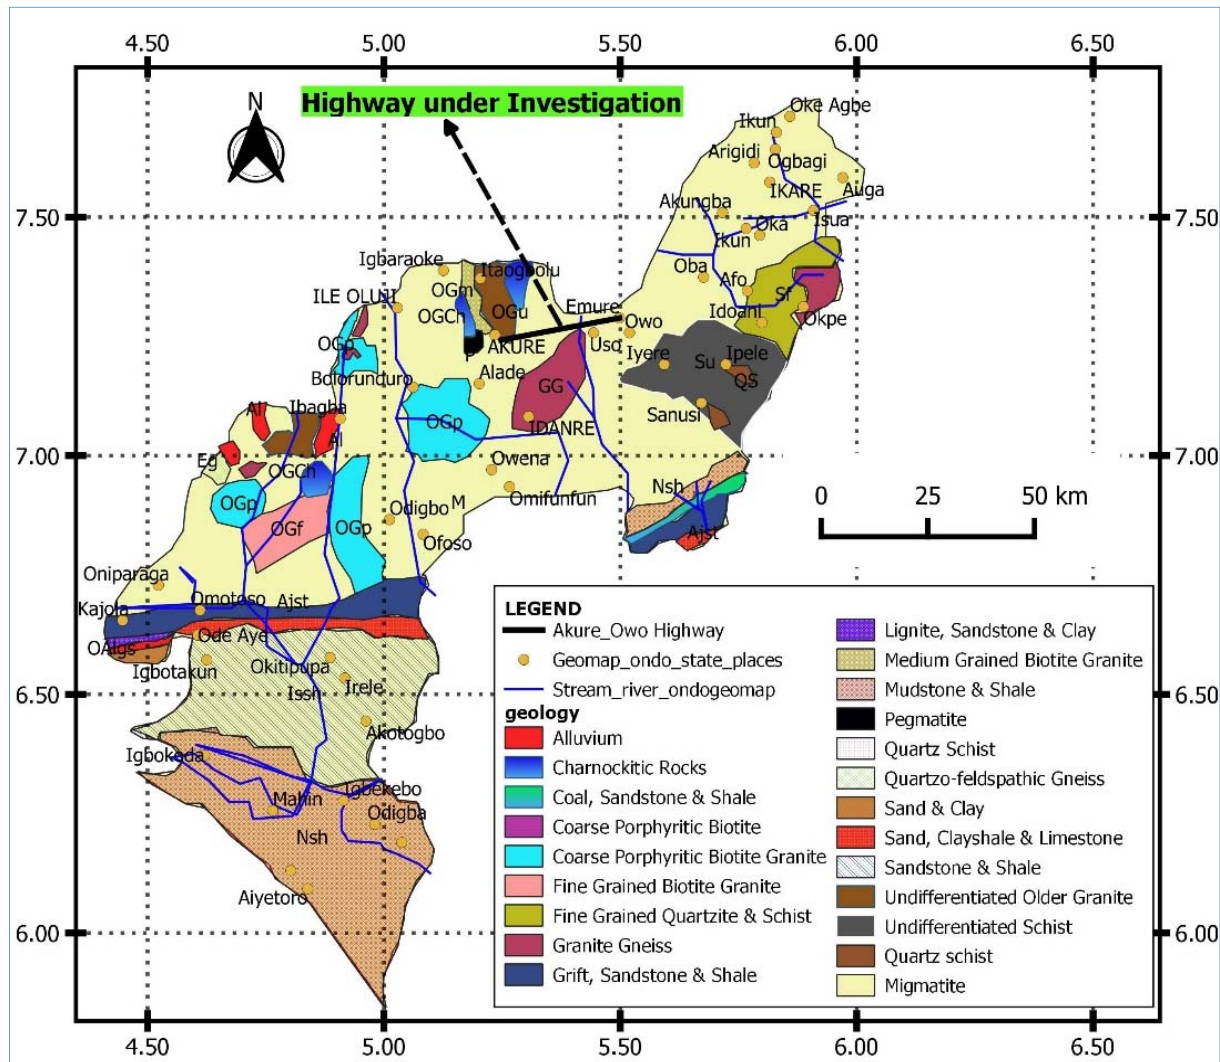 4.50 5.00 5.50 6.00 6.50
N
Highway under Investigation
Oke Agbe
Ikun
Arigidi
Ogbagi
IKARE
Auga
Akungba
7.50
7.50
Isua
Oka
Ikun
Igbaraoke
Itaogbolu
Oba
Afo
OGm
ILE OLUJI
Sf
OGCh
OGu
Emure
Idoani
Okpe
Owo
OGp
AKURE
Uso
Iyere
Su
Ipele
Bolorunduro
Alade
GG
QS
Al
Ibagba
OGp
IDANRE
Sanusi
Al
7.00
Eg
OGCh
Owena
7.00
Nsh
0 25 50 km
OGp
Omifunfun
Odigbo
M
OGf
OGp
Ofoso
Ajst
Oniparaga
Kajola
Omotoso
Ajst
OAlgs
Ode Aye
Igbotakun
Okitipupa
Irele
Issh
6.50
6.50
Akotogbo
Igbokoda
Igbekebo
Mahin
Odigba
Nsh
Aiyetoro
6.00
6.00
LEGEND
Akure_Owo Highway
Geomap_ondo_state_places
Stream_river_ondogeomap
geology
Alluvium
Charnockitic Rocks
Coal, Sandstone & Shale
Coarse Porphyritic Biotite
Coarse Porphyritic Biotite Granite
Fine Grained Biotite Granite
Fine Grained Quartzite & Schist
Granite Gneiss
Grift, Sandstone & Shale
Lignite, Sandstone & Clay
Medium Grained Biotite Granite
Mudstone & Shale
Pegmatite
Quartz Schist
Quartzo-feldspathic Gneiss
Sand & Clay
Sand, Clayshale & Limestone
Sandstone & Shale
Undifferentiated Older Granite
Undifferentiated Schist
Quartz schist
Migmatite
4.50 5.00 5.50 6.00 6.50